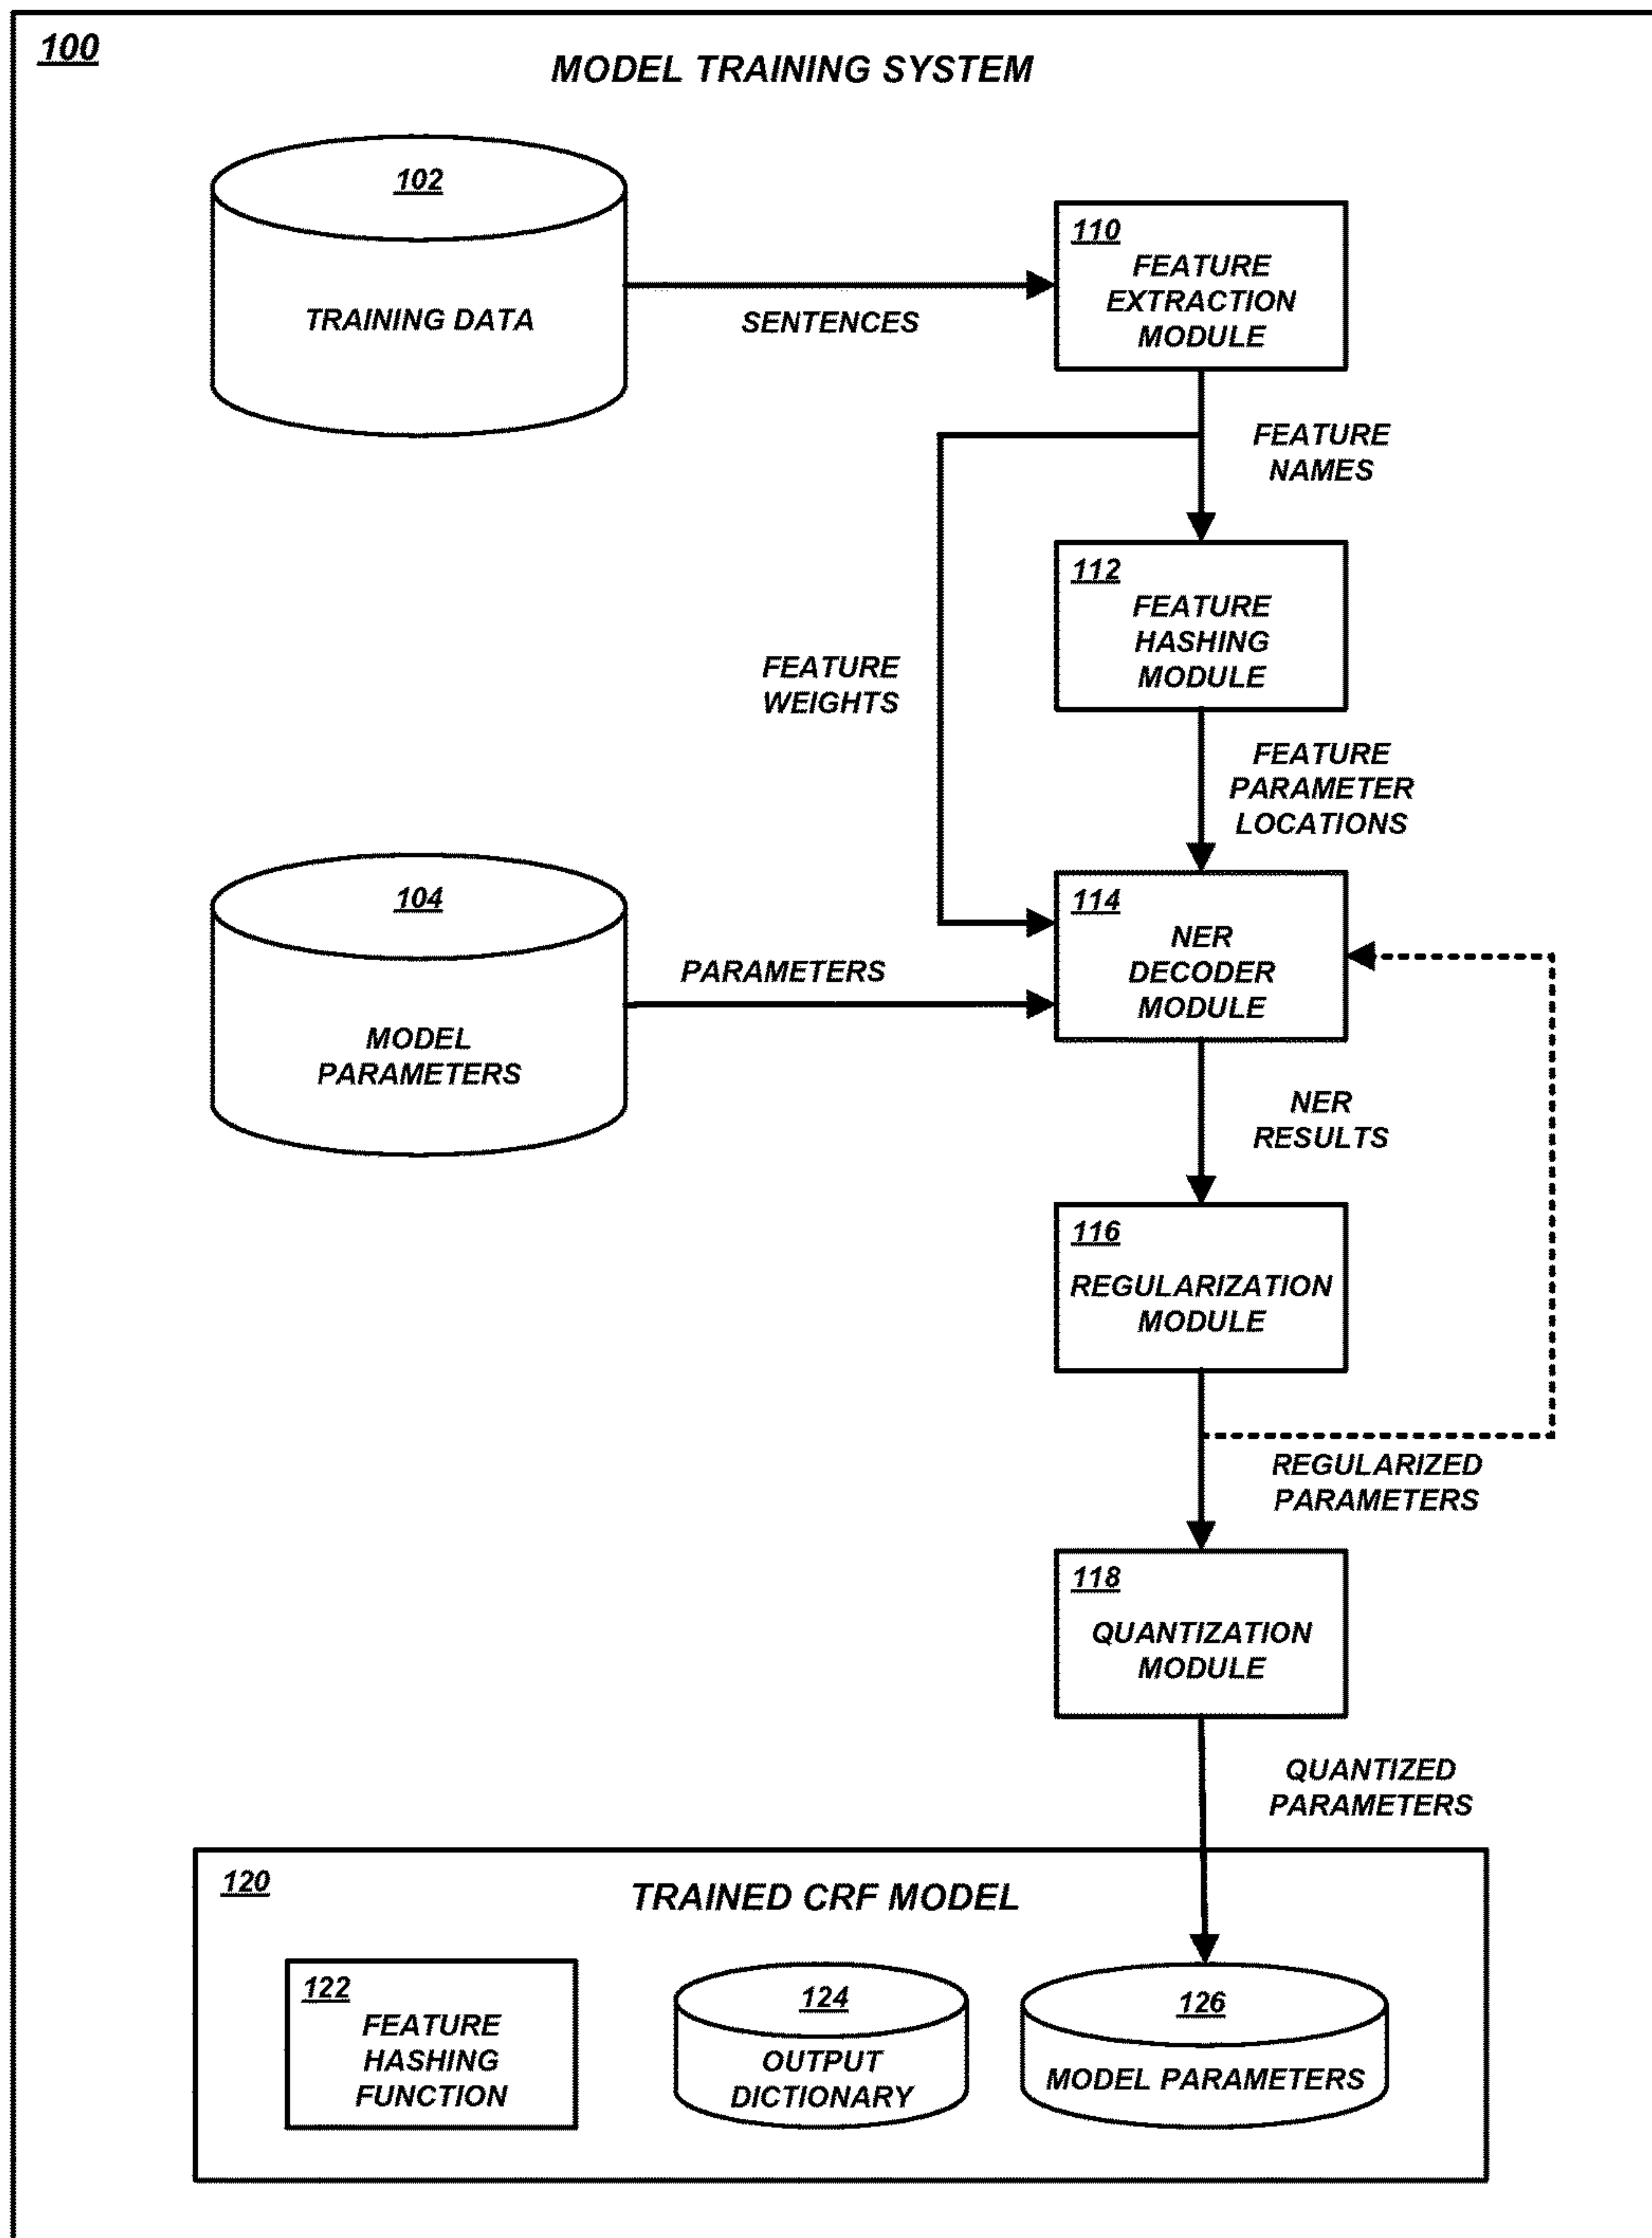 100
MODEL TRAINING SYSTEM
102
TRAINING DATA
SENTENCES
110
FEATURE
EXTRACTION
MODULE
FEATURE
NAMES
112
FEATURE
HASHING
MODULE
FEATURE
WEIGHTS
FEATURE
PARAMETER
LOCATIONS
104
MODEL
PARAMETERS
PARAMETERS
114
NER
DECODER
MODULE
NER
RESULTS
116
REGULARIZATION
MODULE
REGULARIZED
PARAMETERS
118
QUANTIZATION
MODULE
QUANTIZED
PARAMETERS
120
TRAINED CRF MODEL
122
FEATURE
HASHING
FUNCTION
124
OUTPUT
DICTIONARY
126
MODEL PARAMETERS